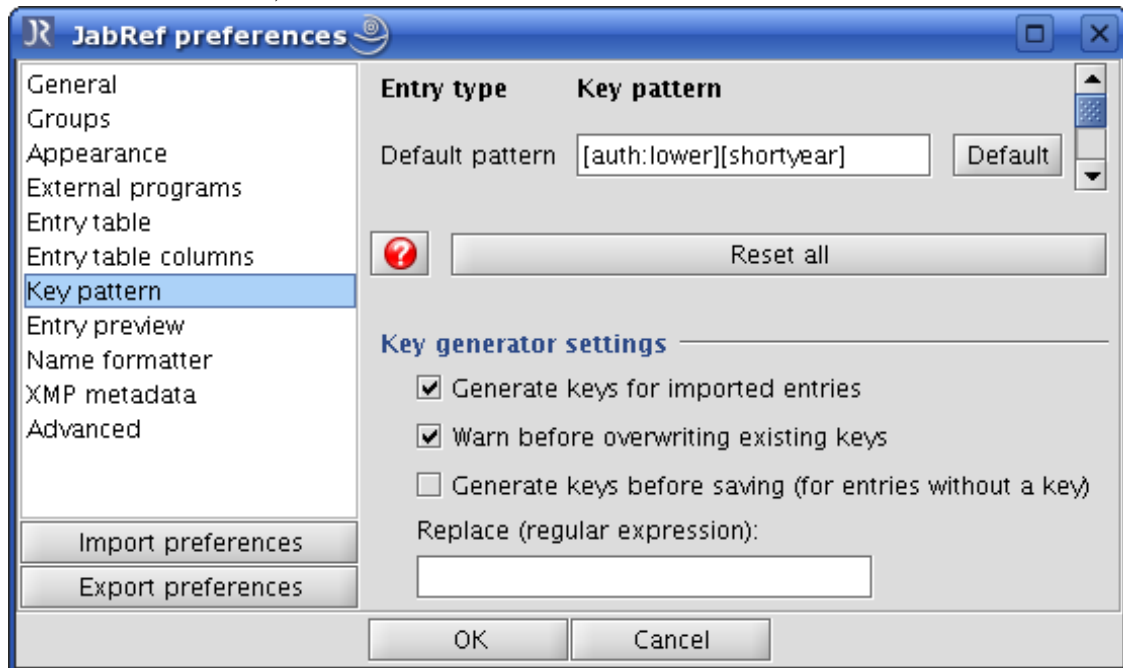 JR JabRef preferences
General
Groups
Appearance
External programs
Entry table
Entry table columns
Key pattern
Entry preview
Name formatter
XMP metadata
Advanced
Import preferences
Export preferences
Entry type Key pattern
Default pattern [auth:lower][shortyear] Default
? Reset all
Key generator settings
Generate keys for imported entries
Warn before overwriting existing keys
Generate keys before saving (for entries without a key)
Replace (regular expression):
OK Cancel